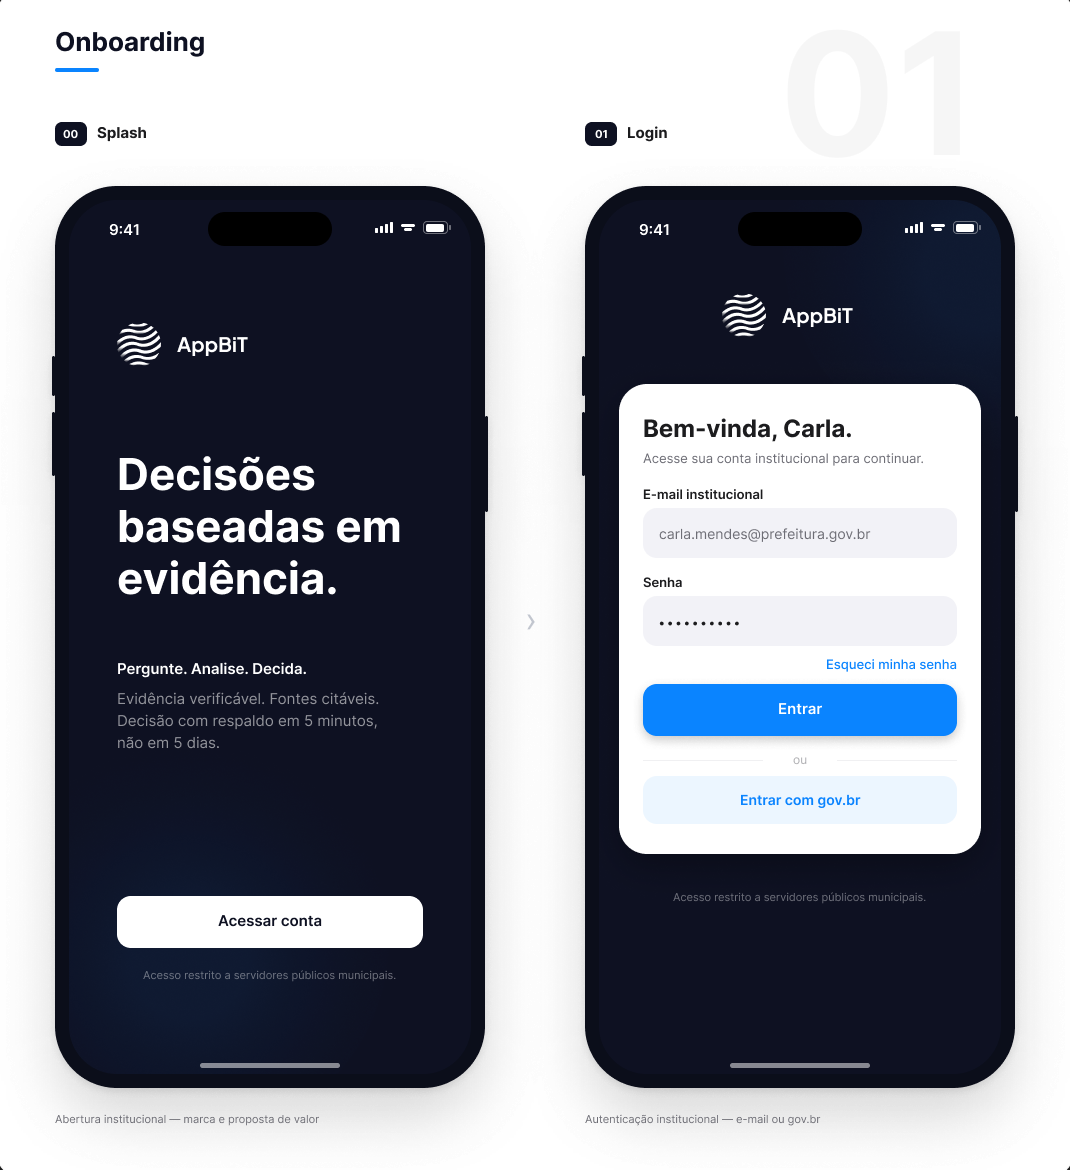 Onboarding
01
00 Splash
9:41
AppBiT
Decisões
baseadas em
evidência.
Pergunte. Analise. Decida.
Evidência verificável. Fontes citáveis.
Decisão com respaldo em 5 minutos,
não em 5 dias.
Acessar conta
Acesso restrito a servidores públicos municipais.
Abertura institucional — marca e proposta de valor
01 Login
9:41
AppBiT
Bem-vinda, Carla.
Acesse sua conta institucional para continuar.
E-mail institucional
carla.mendes@prefeitura.gov.br
Senha
••••••••••
Esqueci minha senha
Entrar
ou
Entrar com gov.br
Acesso restrito a servidores públicos municipais.
Autenticação institucional — e-mail ou gov.br